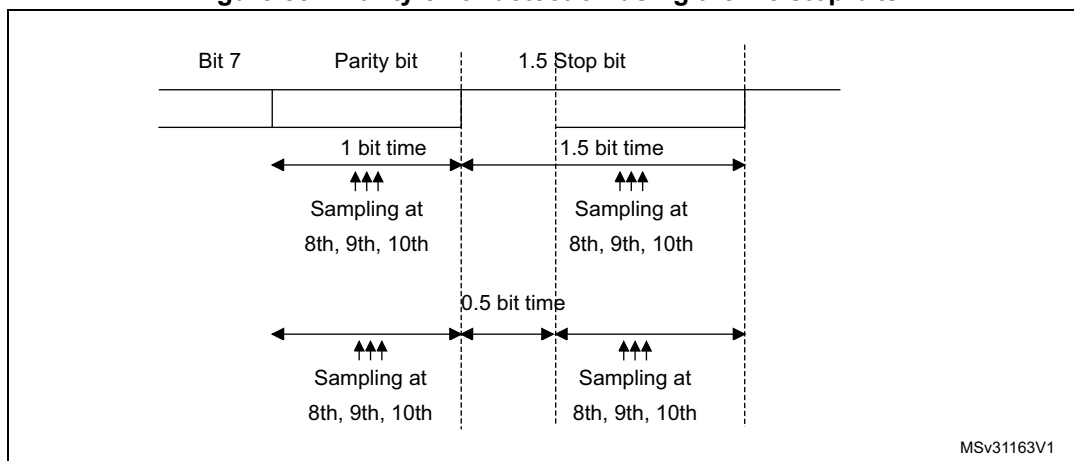 Bit 7 Parity bit 1.5 Stop bit
1 bit time 1.5 bit time
Sampling at Sampling at
8th, 9th, 10th 8th, 9th, 10th
0.5 bit time
Sampling at Sampling at
8th, 9th, 10th 8th, 9th, 10th
MSv31163V1